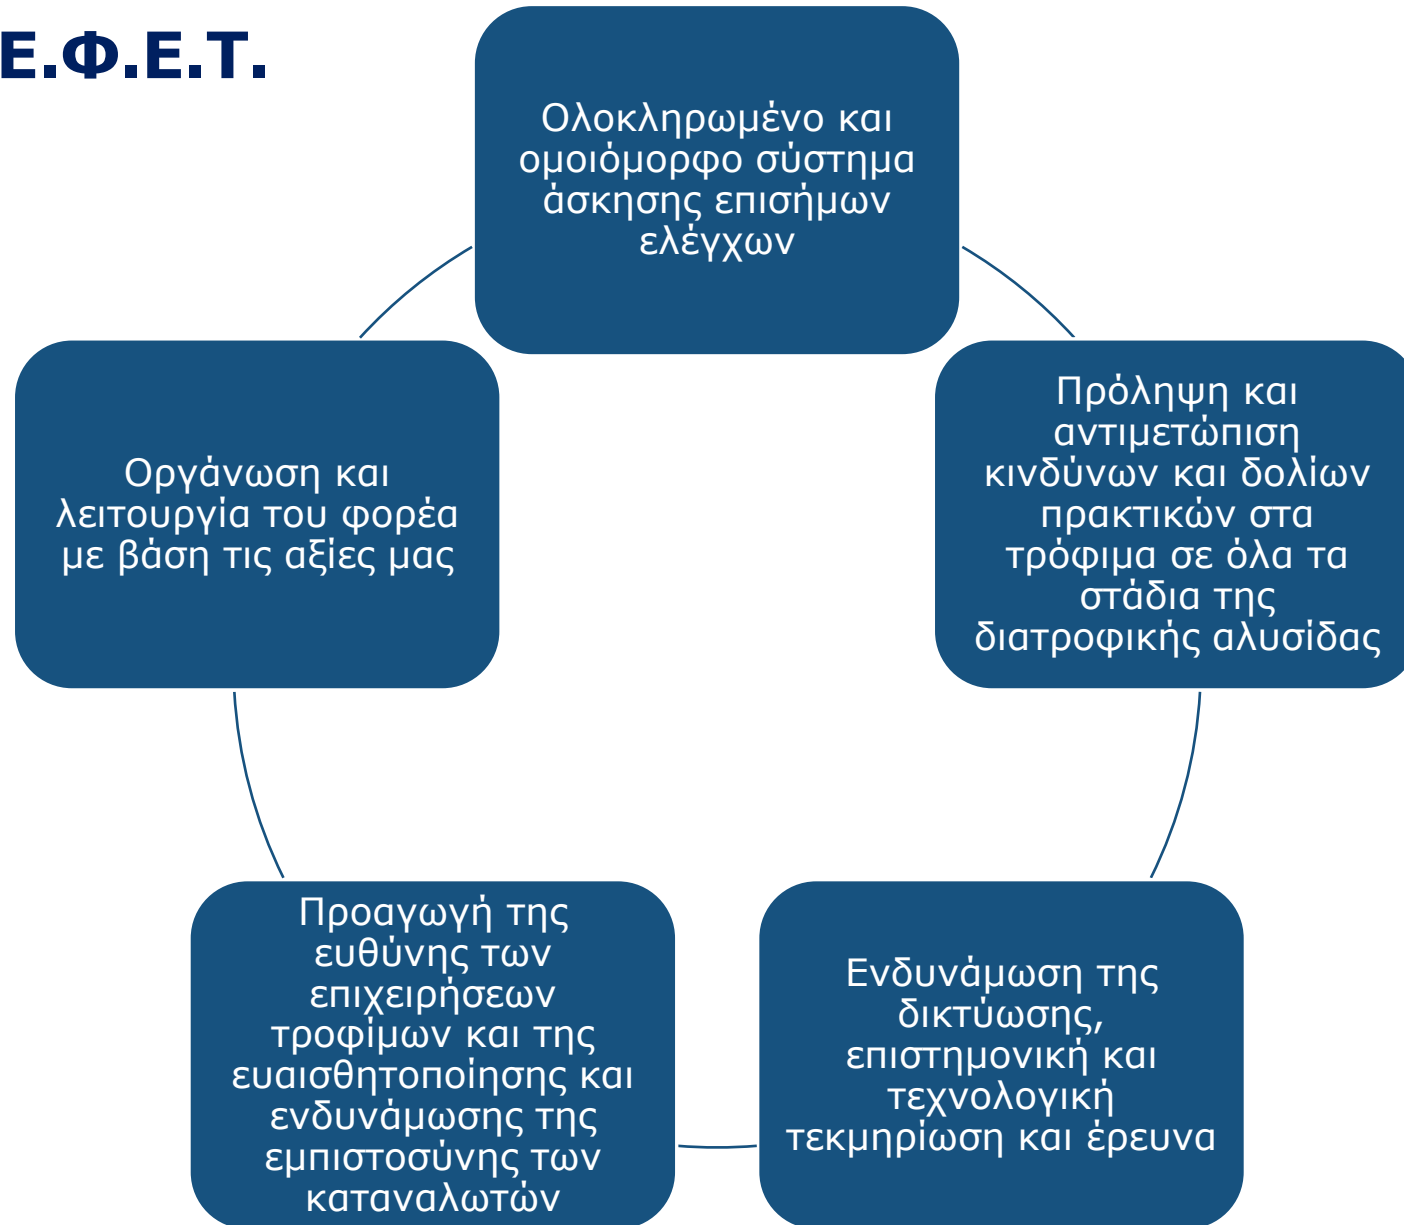 Ε.Φ.Ε.Τ.
Ολοκληρωμένο και
ομοιόμορφο σύστημα
άσκησης επισήμων
ελέγχων
Πρόληψη και
αντιμετώπιση
κινδύνων και δολίων
πρακτικών στα
τρόφιμα σε όλα τα
στάδια της
διατροφικής αλυσίδας
Ενδυνάμωση της
δικτύωσης,
επιστημονική και
τεχνολογική
τεκμηρίωση και έρευνα
Προαγωγή της
ευθύνης των
επιχειρήσεων
τροφίμων και της
ευαισθητοποίησης και
ενδυνάμωσης της
εμπιστοσύνης των
καταναλωτών
Οργάνωση και
λειτουργία του φορέα
με βάση τις αξίες μας